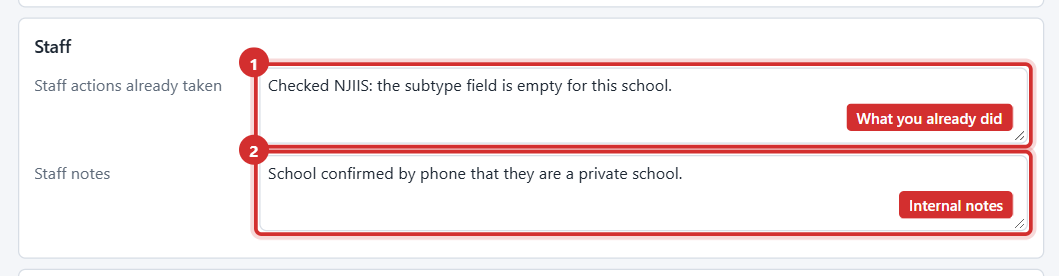 Staff
1
Staff actions already taken
Checked NJIIS: the subtype field is empty for this school.
What you already did
2
Staff notes
School confirmed by phone that they are a private school.
Internal notes